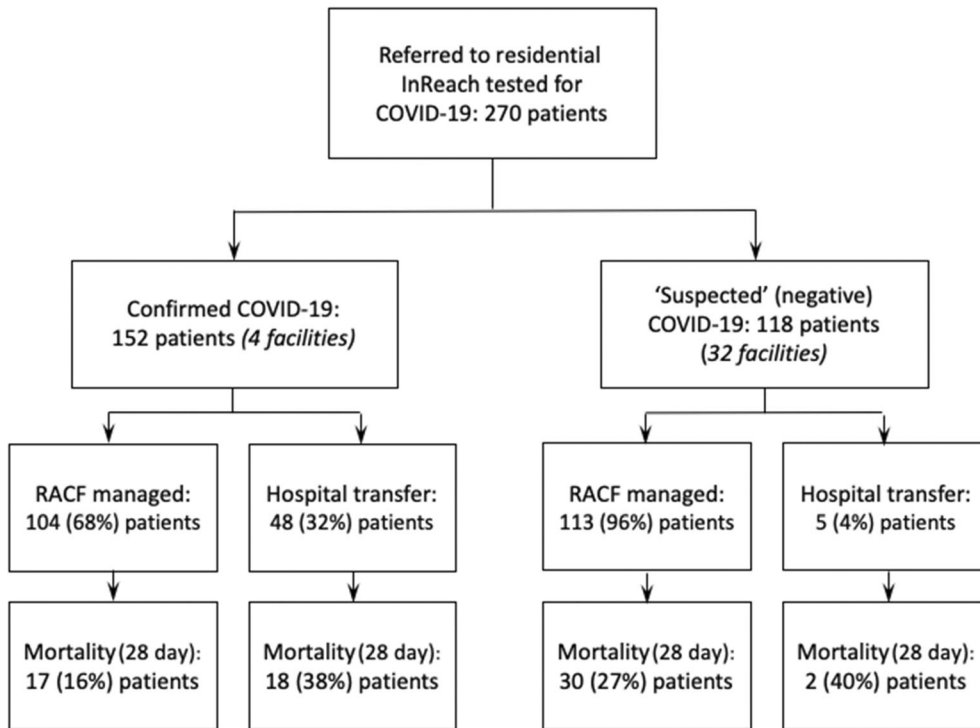 Referred to residential
InReach tested for
COVID-19: 270 patients
Confirmed COVID-19:
152 patients (4 facilities)
‘Suspected’ (negative)
COVID-19: 118 patients
(32 facilities)
RACF managed:
104 (68%) patients
Hospital transfer:
48 (32%) patients
RACF managed:
113 (96%) patients
Hospital transfer:
5 (4%) patients
Mortality (28 day):
17 (16%) patients
Mortality (28 day):
18 (38%) patients
Mortality (28 day):
30 (27%) patients
Mortality (28 day):
2 (40%) patients